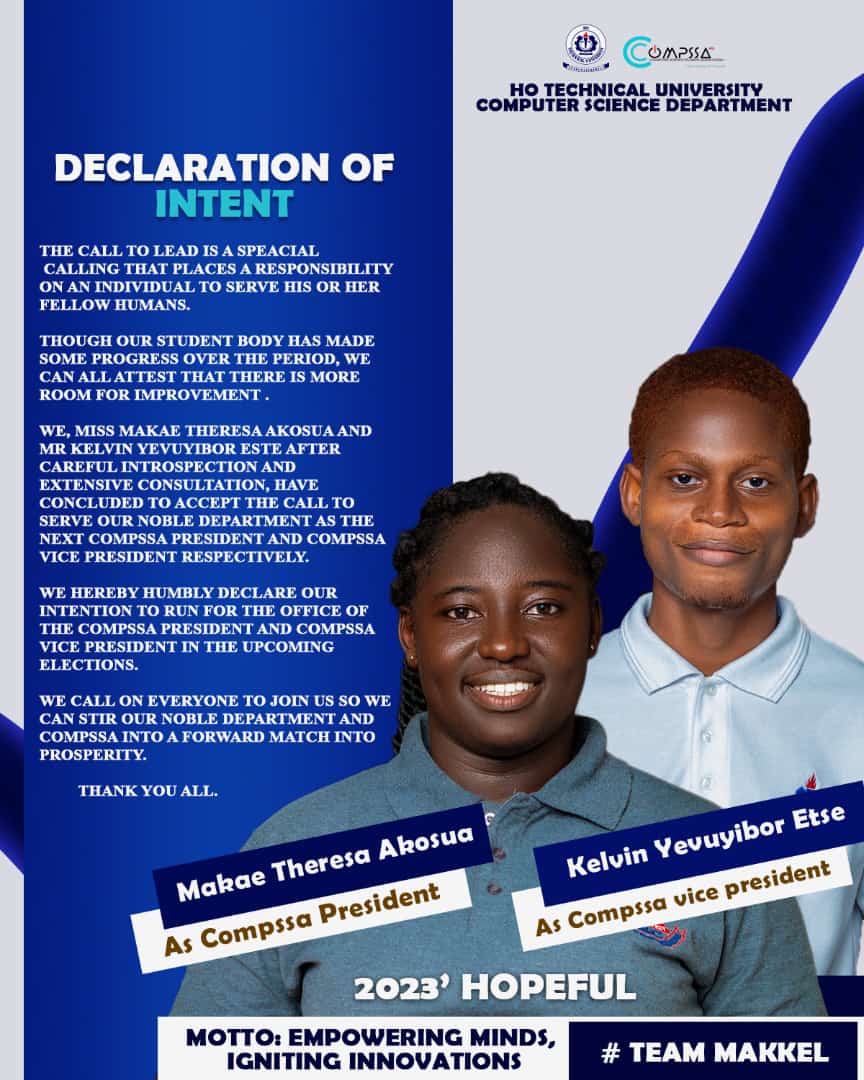 COMPSSA
HO TECHNICAL UNIVERSITY
COMPUTER SCIENCE DEPARTMENT
DECLARATION OF
INTENT
THE CALL TO LEAD IS A SPEACIAL
CALLING THAT PLACES A RESPONSIBILITY
ON AN INDIVIDUAL TO SERVE HIS OR HER
FELLOW HUMANS.
THOUGH OUR STUDENT BODY HAS MADE
SOME PROGRESS OVER THE PERIOD, WE
CAN ALL ATTEST THAT THERE IS MORE
ROOM FOR IMPROVEMENT .
WE, MISS MAKAE THERESA AKOSUA AND
MR KELVIN YEVUYIBOR ESTE AFTER
CAREFUL INTROSPECTION AND
EXTENSIVE CONSULTATION, HAVE
CONCLUDED TO ACCEPT THE CALL TO
SERVE OUR NOBLE DEPARTMENT AS THE
NEXT COMPSSA PRESIDENT AND COMPSSA
VICE PRESIDENT RESPECTIVELY.
WE HEREBY HUMBLY DECLARE OUR
INTENTION TO RUN FOR THE OFFICE OF
THE COMPSSA PRESIDENT AND COMPSSA
VICE PRESIDENT IN THE UPCOMING
ELECTIONS.
WE CALL ON EVERYONE TO JOIN US SO WE
CAN STIR OUR NOBLE DEPARTMENT AND
COMPSSA INTO A FORWARD MATCH INTO
PROSPERITY.
THANK YOU ALL.
Makae Theresa Akosua
As Compssa President
Kelvin Yevuyibor Etse
As Compssa vice president
2023' HOPEFUL
MOTTO: EMPOWERING MINDS,
IGNITING INNOVATIONS
# TEAM MAKKEL